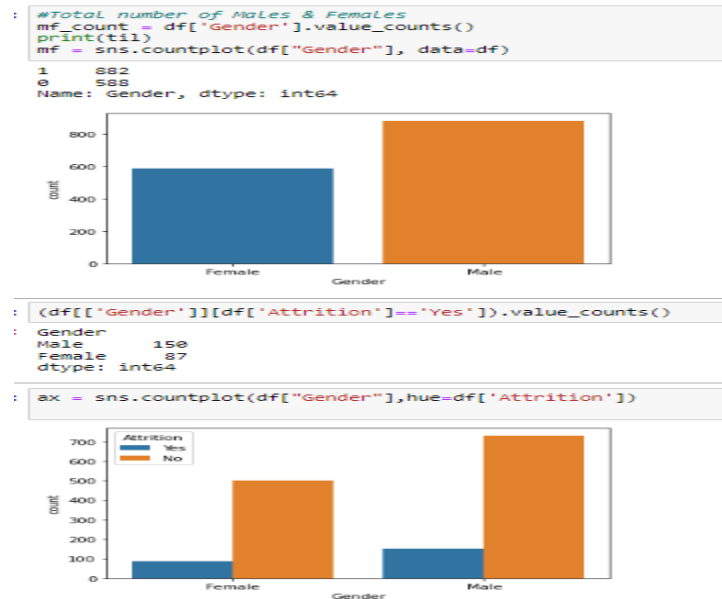 : #Total number of Males & Females
mf_count = df['Gender'].value_counts()
print(til)
mf = sns.countplot(df["Gender"], data=df)
1 882
0 588
Name: Gender, dtype: int64
800
600
400
200
0
count
Female Male
Gender
: (df[['Gender']][df['Attrition']=='Yes']).value_counts()
: Gender
Male 150
Female 87
dtype: int64
: ax = sns.countplot(df["Gender"],hue=df['Attrition'])
Attrition
Yes
No
700
600
500
400
300
200
100
0
count
Female Male
Gender